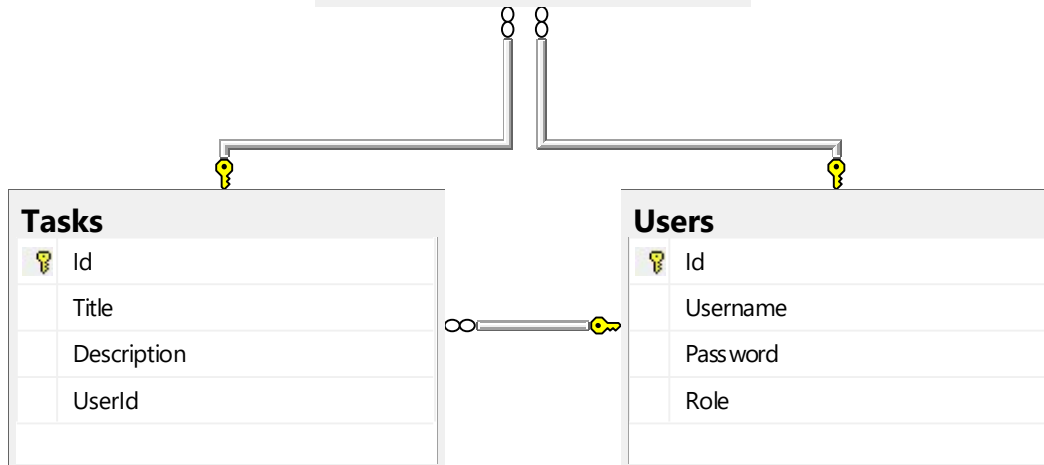 Tasks
Id
Title
Description
UserId
Users
Id
Username
Password
Role